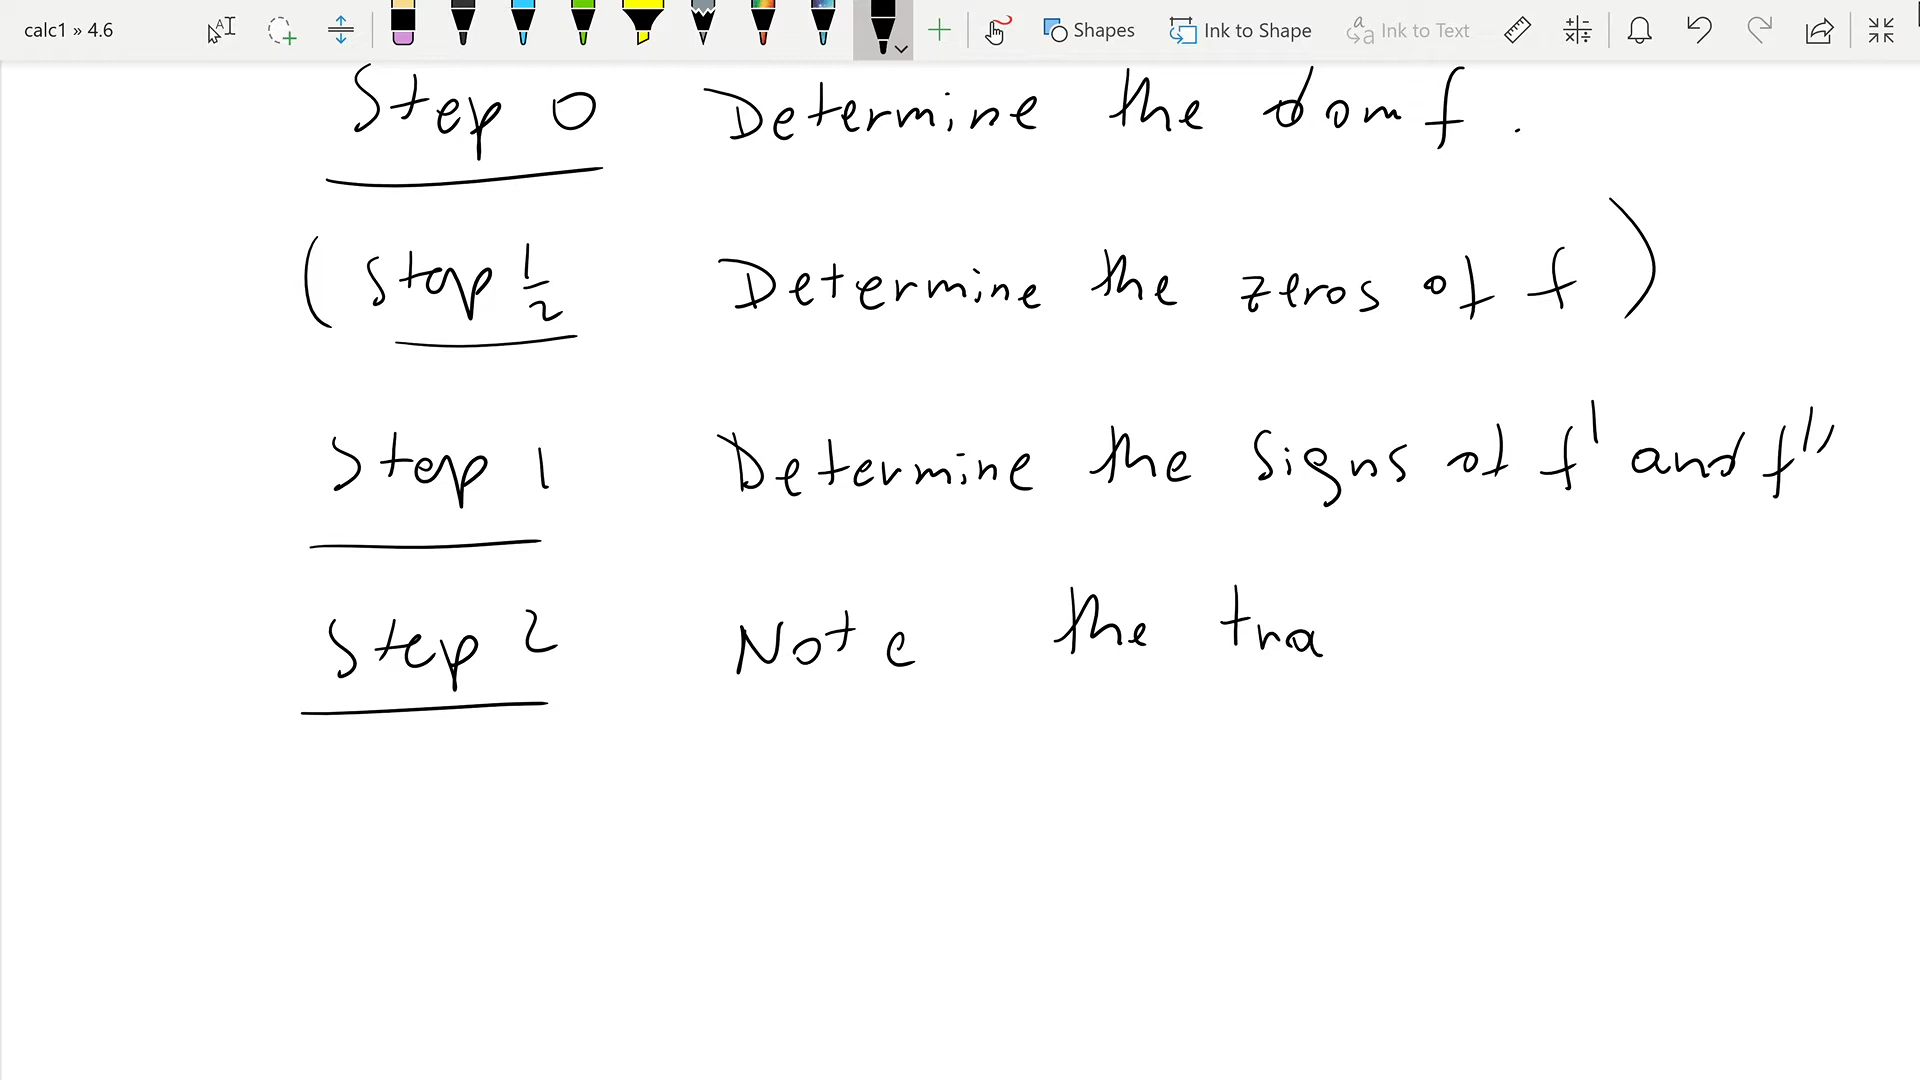 calc1 » 4.6 Shapes Ink to Shape Ink to Text
Step 0 Determine the dom f.
(Step 1/2 Determine the zeros of f)
Step 1 Determine the signs of f' and f''
Step 2 Note the tra